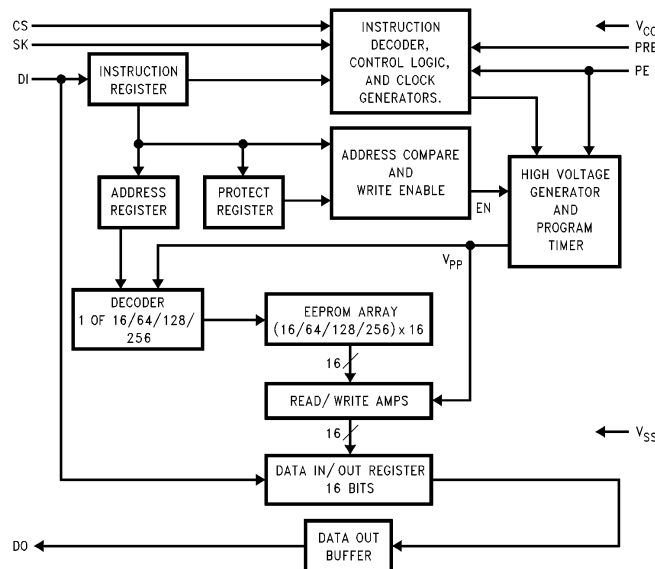 CS
SK
DI
INSTRUCTION
REGISTER
INSTRUCTION
DECODER,
CONTROL LOGIC,
AND CLOCK
GENERATORS.
V_CC
PRE
PE
ADDRESS
REGISTER
PROTECT
REGISTER
ADDRESS COMPARE
AND
WRITE ENABLE
EN
HIGH VOLTAGE
GENERATOR
AND
PROGRAM
TIMER
V_PP
DECODER
1 OF 16/64/128/
256
EEPROM ARRAY
(16/64/128/256) x 16
16
READ/WRITE AMPS
16
V_SS
DATA IN/OUT REGISTER
16 BITS
DO
DATA OUT
BUFFER